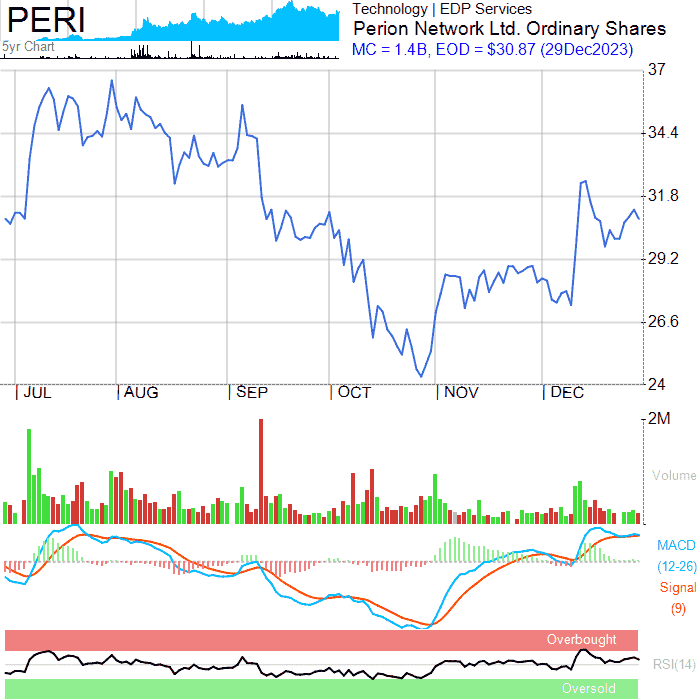 PERI
5yr Chart
Technology | EDP Services
Perion Network Ltd. Ordinary Shares
MC = 1.4B, EOD = $30.87 (29Dec2023)
37
34.4
31.8
29.2
26.6
24
JUL AUG SEP OCT NOV DEC
2M
Volume
MACD
(12-26)
Signal
(9)
Overbought
RSI(14)
Oversold